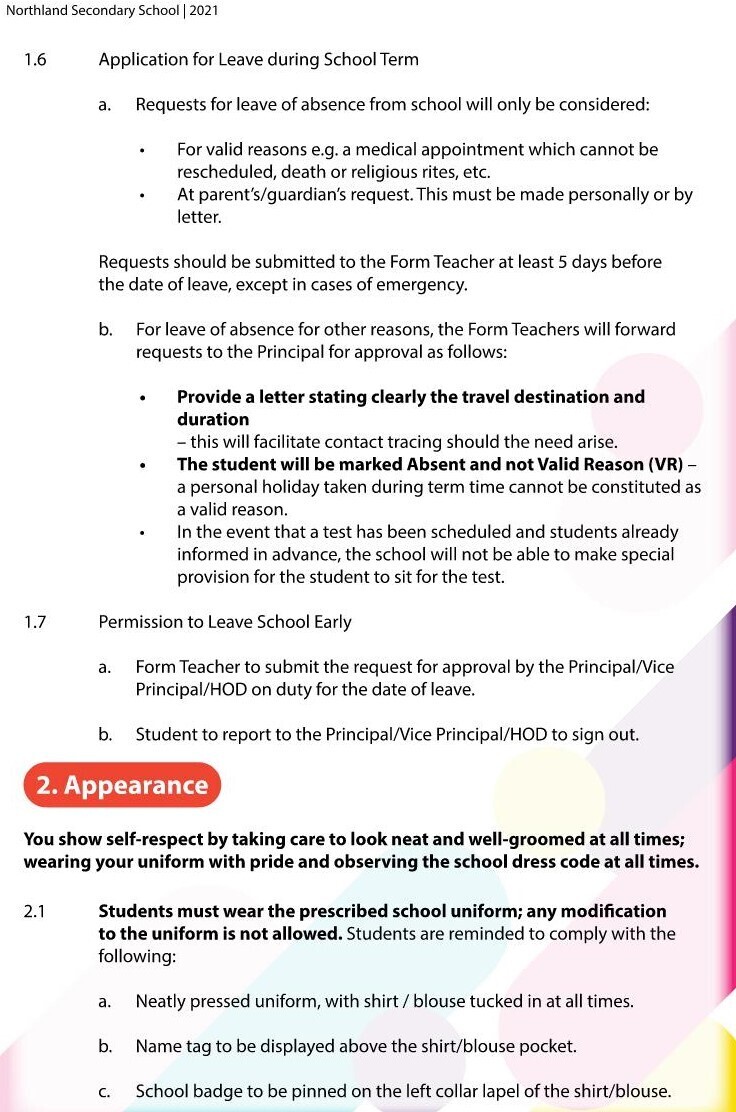 Northland Secondary School | 2021
1.6 Application for Leave during School Term
a. Requests for leave of absence from school will only be considered:
• For valid reasons e.g. a medical appointment which cannot be
rescheduled, death or religious rites, etc.
• At parent’s/guardian’s request. This must be made personally or by
letter.
Requests should be submitted to the Form Teacher at least 5 days before
the date of leave, except in cases of emergency.
b. For leave of absence for other reasons, the Form Teachers will forward
requests to the Principal for approval as follows:
• Provide a letter stating clearly the travel destination and
duration
– this will facilitate contact tracing should the need arise.
• The student will be marked Absent and not Valid Reason (VR) –
a personal holiday taken during term time cannot be constituted as
a valid reason.
• In the event that a test has been scheduled and students already
informed in advance, the school will not be able to make special
provision for the student to sit for the test.
1.7 Permission to Leave School Early
a. Form Teacher to submit the request for approval by the Principal/Vice
Principal/HOD on duty for the date of leave.
b. Student to report to the Principal/Vice Principal/HOD to sign out.
2. Appearance
You show self-respect by taking care to look neat and well-groomed at all times;
wearing your uniform with pride and observing the school dress code at all times.
2.1 Students must wear the prescribed school uniform; any modification
to the uniform is not allowed. Students are reminded to comply with the
following:
a. Neatly pressed uniform, with shirt / blouse tucked in at all times.
b. Name tag to be displayed above the shirt/blouse pocket.
c. School badge to be pinned on the left collar lapel of the shirt/blouse.